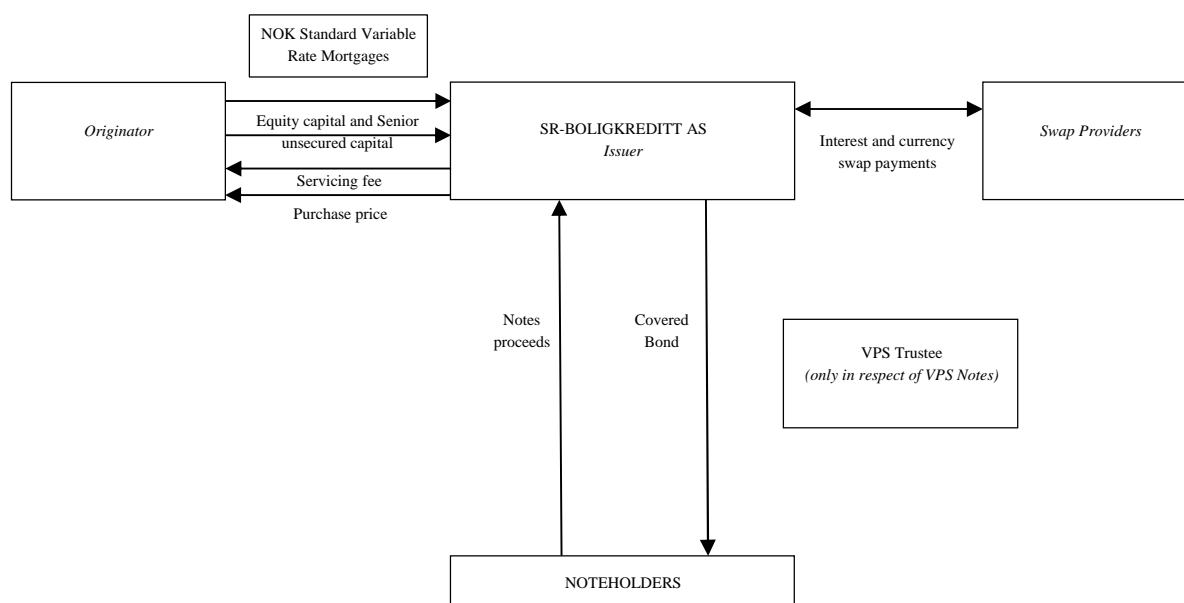 NOK Standard Variable
Rate Mortgages
Originator
Equity capital and Senior
unsecured capital
Servicing fee
Purchase price
SR-BOLIGKREDITT AS
Issuer
Interest and currency
swap payments
Swap Providers
Notes
proceeds
Covered
Bond
VPS Trustee
(only in respect of VPS Notes)
NOTEHOLDERS